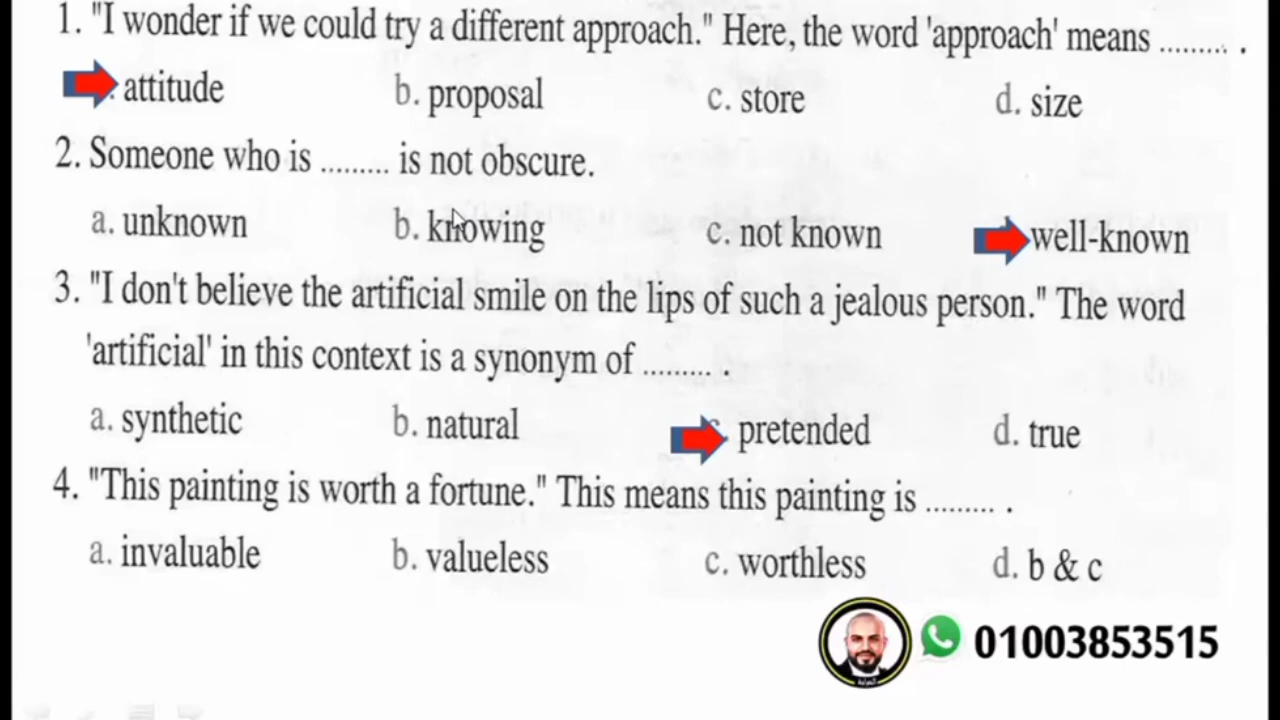 1. "I wonder if we could try a different approach." Here, the word 'approach' means ......... .
attitude b. proposal c. store d. size
2. Someone who is ......... is not obscure.
a. unknown b. knowing c. not known well-known
3. "I don't believe the artificial smile on the lips of such a jealous person." The word
'artificial' in this context is a synonym of ......... .
a. synthetic b. natural pretended d. true
4. "This painting is worth a fortune." This means this painting is ......... .
a. invaluable b. valueless c. worthless d. b & c
01003853515